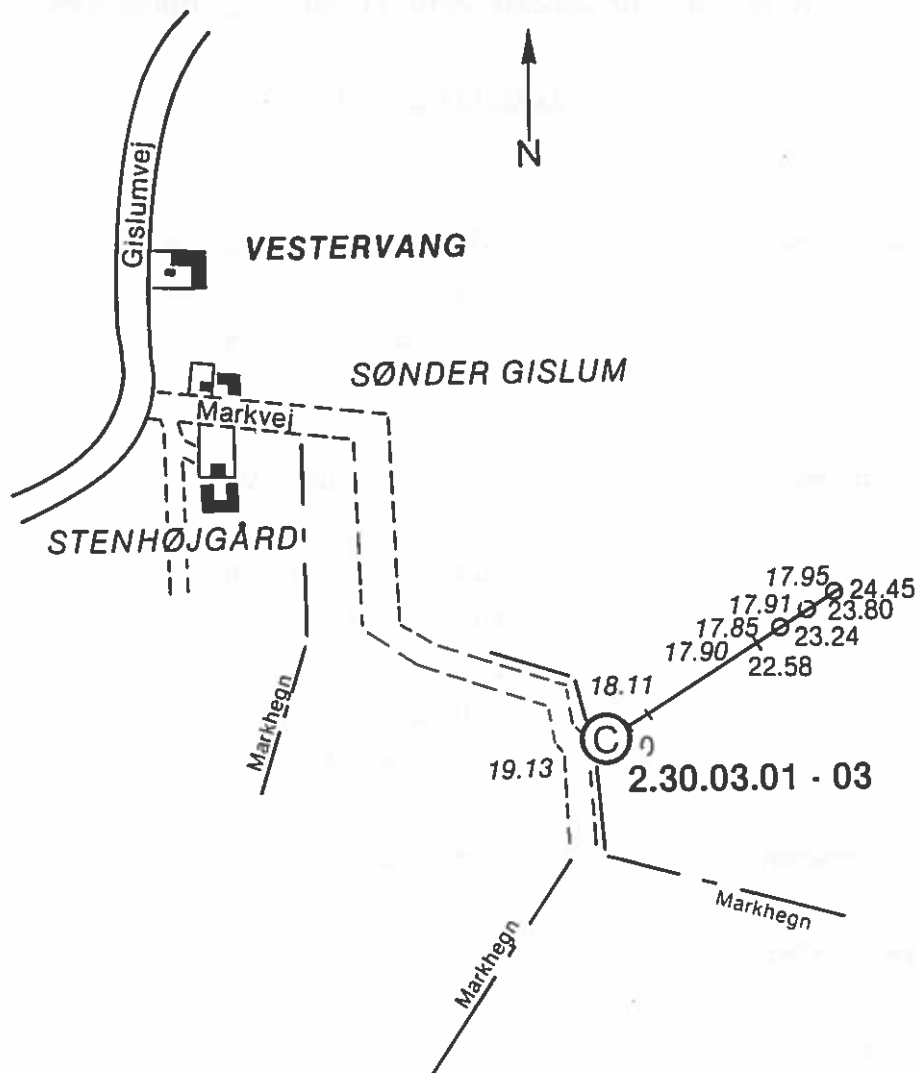 N
Gislumvej
VESTERVANG
SØNDER GISLUM
Markvej
STENHØJGÅRD
17.95 24.45
17.91 23.80
17.85 23.24
17.90 22.58
18.11
Markhegn
C
19.13
2.30.03.01 - 03
Markhegn
Markhegn